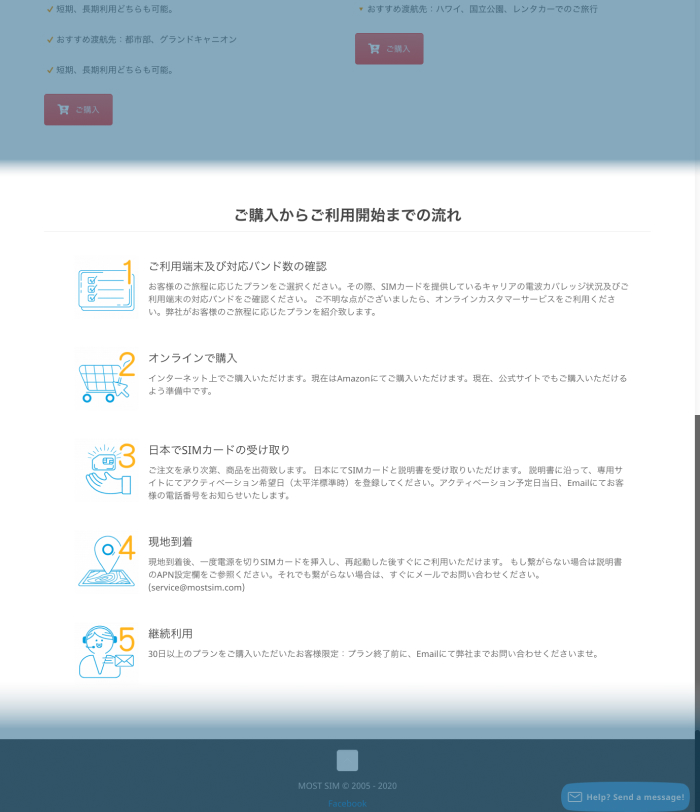 ✓ 短期、長期利用どちらも可能。
✓ おすすめ渡航先：都市部、グランドキャニオン
✓ 短期、長期利用どちらも可能。
ご購入
• おすすめ渡航先：ハワイ、国立公園、レンタカーでのご旅行
ご購入
ご購入からご利用開始までの流れ
1
ご利用端末及び対応バンド数の確認
お客様のご旅程に応じたプランをご選択ください。その際、SIMカードを提供しているキャリアの電波カバレッジ状況及びご
利用端末の対応バンドをご確認ください。 ご不明な点がございましたら、オンラインカスタマーサービスをご利用くださ
い。弊社がお客様のご旅程に応じたプランを紹介致します。
2
オンラインで購入
インターネット上でご購入いただけます。現在はAmazonにてご購入いただけます。現在、公式サイトでもご購入いただける
よう準備中です。
3
日本でSIMカードの受け取り
ご注文を承り次第、商品を出荷致します。 日本にてSIMカードと説明書を受け取りいただけます。 説明書に沿って、専用サ
イトにてアクティベーション希望日（太平洋標準時）を登録してください。アクティベーション予定日当日、Emailにてお客
様の電話番号をお知らせいたします。
4
現地到着
現地到着後、一度電源を切りSIMカードを挿入し、再起動した後すぐにご利用いただけます。 もし繋がらない場合は説明書
のAPN設定欄をご参照ください。それでも繋がらない場合は、すぐにメールでお問い合わせください。
(service@mostsim.com)
5
継続利用
30日以上のプランをご購入いただいたお客様限定：プラン終了前に、Emailにて弊社までお問い合わせくださいませ。
MOST SIM © 2005 - 2020
Facebook
Help? Send a message!